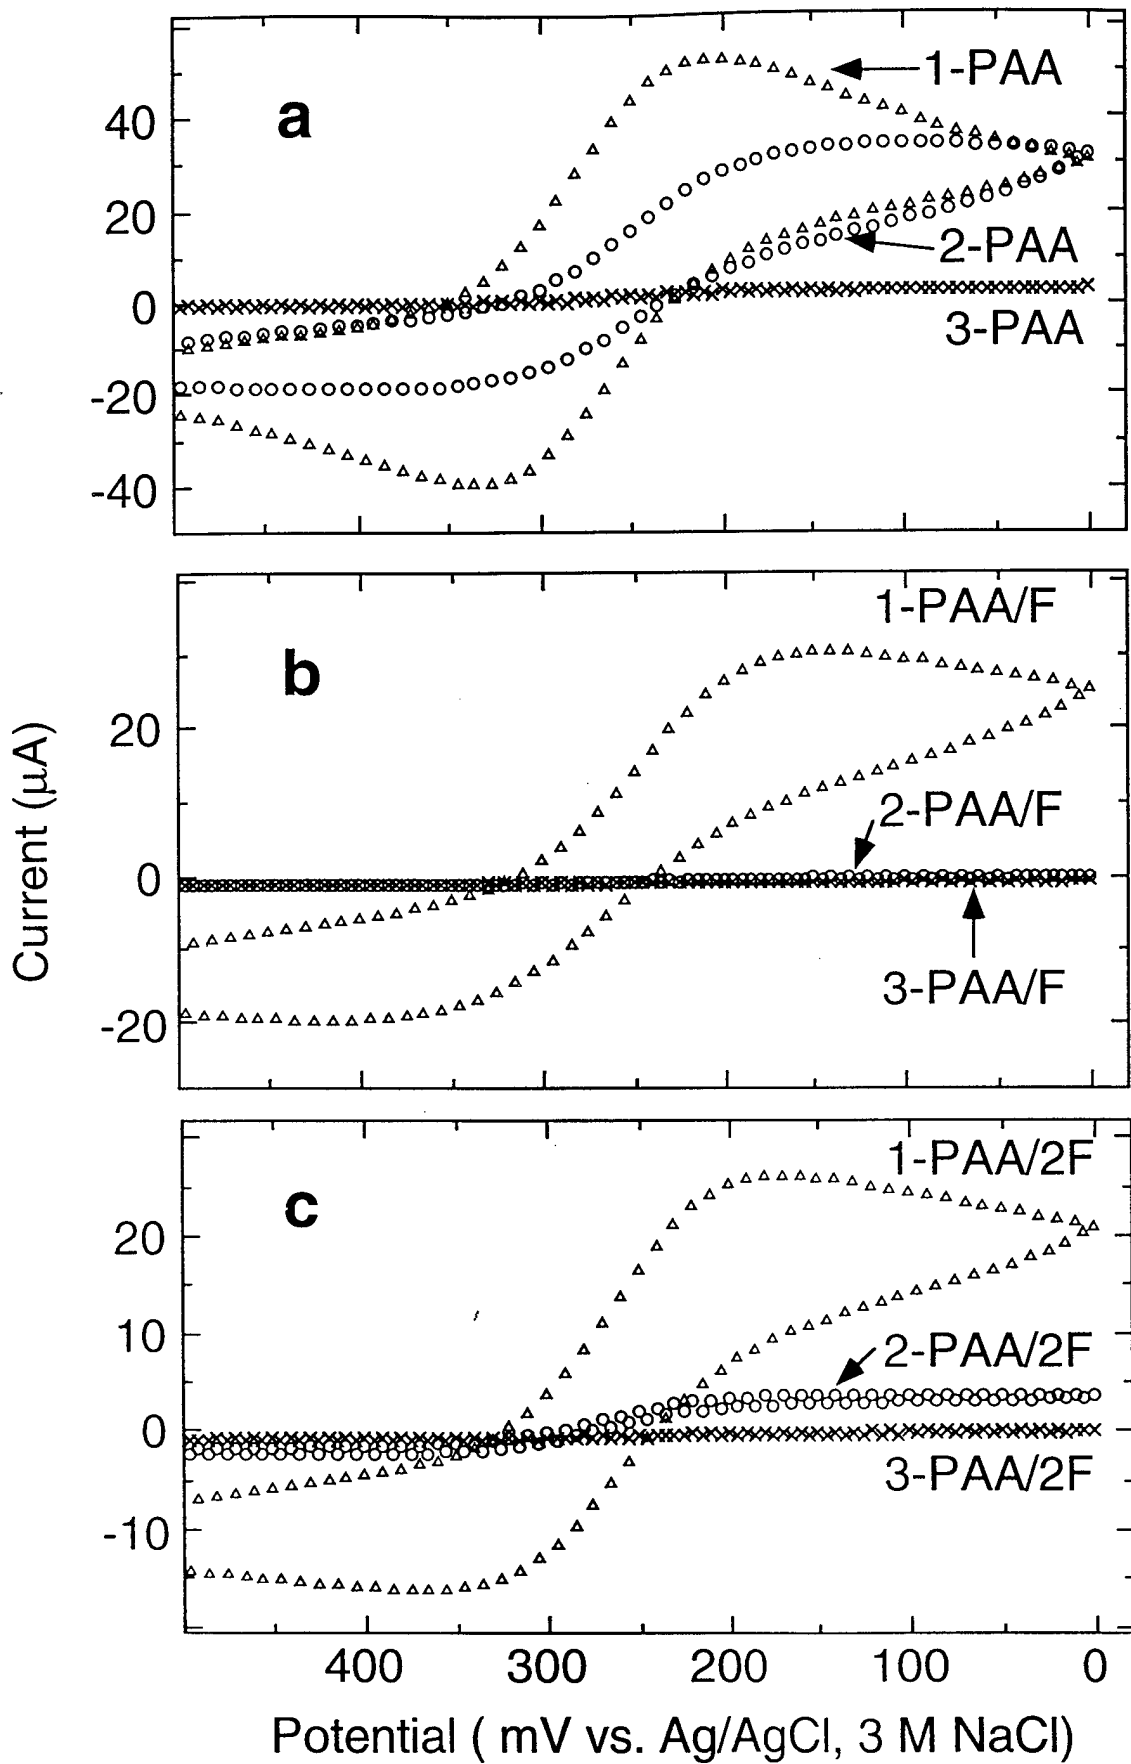 a
1-PAA
40
20
2-PAA
0
3-PAA
-20
-40
b
1-PAA/F
20
2-PAA/F
0
3-PAA/F
-20
Current (μA)
c
1-PAA/2F
20
10
2-PAA/2F
0
3-PAA/2F
-10
400 300 200 100 0
Potential ( mV vs. Ag/AgCl, 3 M NaCl)